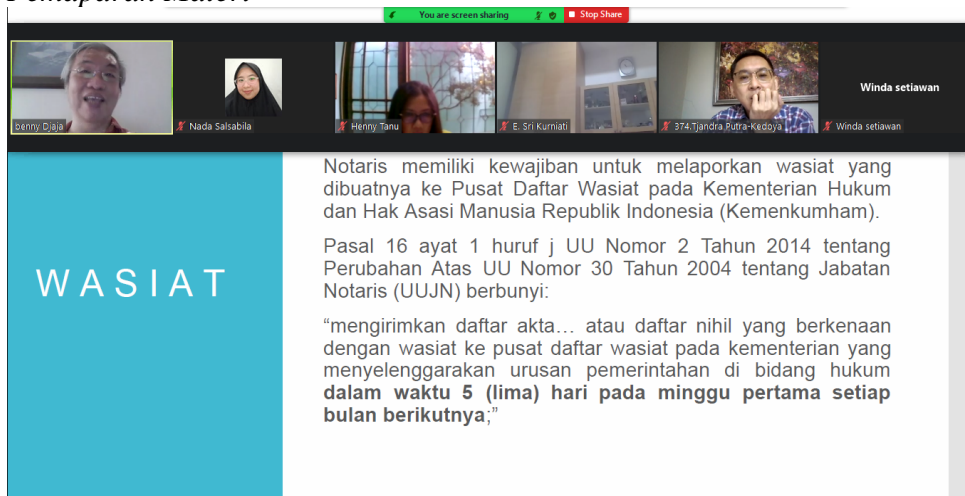 You are screen sharing
Stop Share
benny Djaja
Nada Salsabila
Henny Tanu
E. Sri Kurniati
374.Tjandra Putra-Kedoya
Winda setiawan
Winda setiawan
WASIAT
Notaris memiliki kewajiban untuk melaporkan wasiat yang
dibuatnya ke Pusat Daftar Wasiat pada Kementerian Hukum
dan Hak Asasi Manusia Republik Indonesia (Kemenkumham).
Pasal 16 ayat 1 huruf j UU Nomor 2 Tahun 2014 tentang
Perubahan Atas UU Nomor 30 Tahun 2004 tentang Jabatan
Notaris (UUJN) berbunyi:
“mengirimkan daftar akta… atau daftar nihil yang berkenaan
dengan wasiat ke pusat daftar wasiat pada kementerian yang
menyelenggarakan urusan pemerintahan di bidang hukum
dalam waktu 5 (lima) hari pada minggu pertama setiap
bulan berikutnya;”